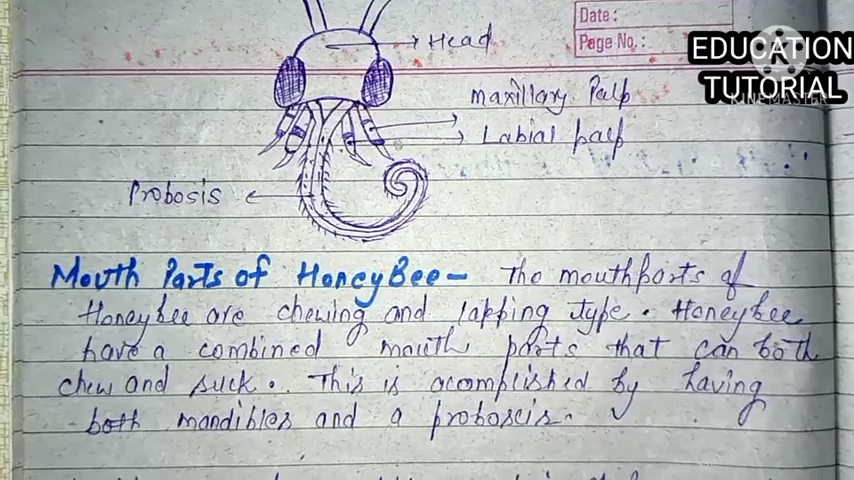 Date:
Page No.:
EDUCATION
TUTORIAL
KINEMASTER
Head
Maxillary Palp
Labial palp
Probosis
Mouth Parts of HoneyBee- The mouthparts of
Honeybee are chewing and lapping type. Honeybee
have a combined mouth parts that can both
chew and suck. This is acomplished by having
both mandibles and a proboscis.